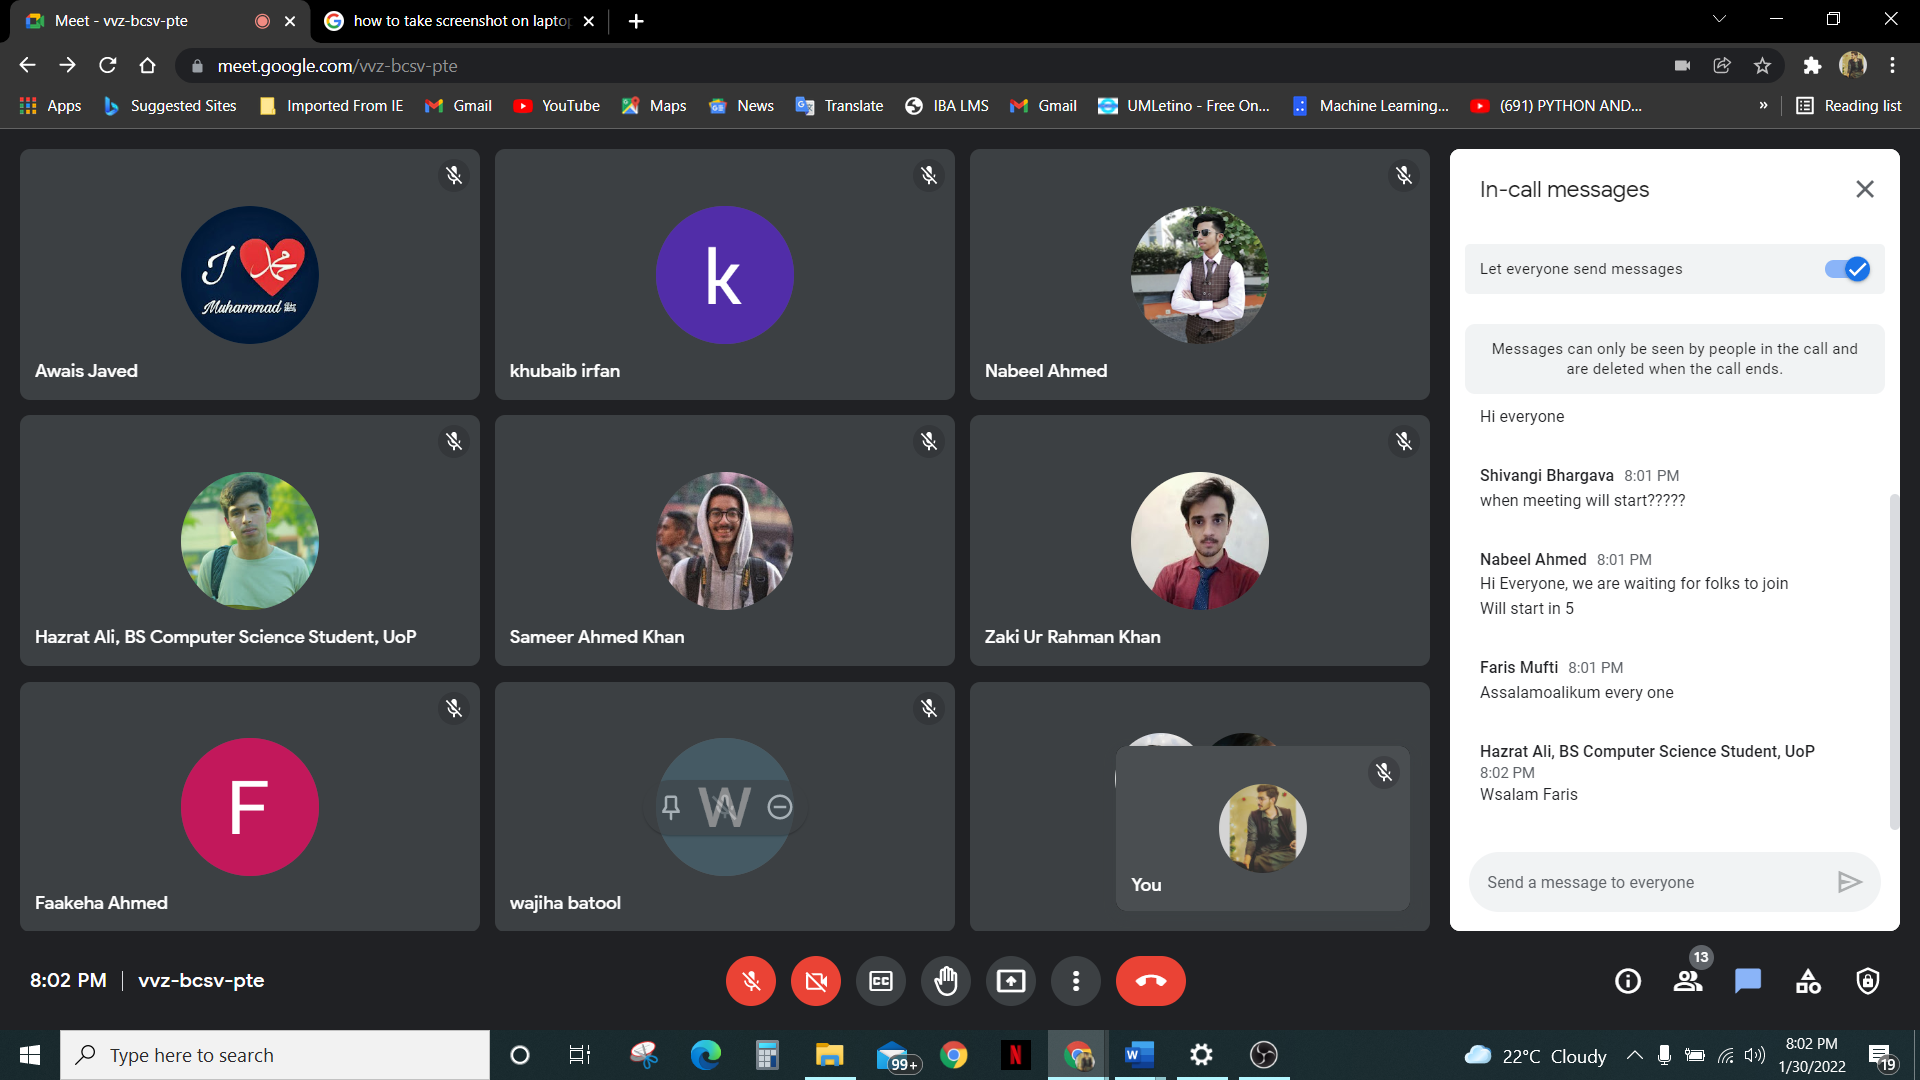 Meet - vvz-bcsv-pte
how to take screenshot on laptop
meet.google.com/vvz-bcsv-pte
Apps
Suggested Sites
Imported From IE
Gmail
YouTube
Maps
News
Translate
IBA LMS
Gmail
UMLetino - Free On...
Machine Learning...
(691) PYTHON AND...
»
Reading list
I محمد
Muhammad ﷺ
Awais Javed
k
khubaib irfan
Nabeel Ahmed
Hazrat Ali, BS Computer Science Student, UoP
Sameer Ahmed Khan
Zaki Ur Rahman Khan
F
Faakeha Ahmed
W
wajiha batool
You
In-call messages
Let everyone send messages
Messages can only be seen by people in the call and
are deleted when the call ends.
Hi everyone
Shivangi Bhargava 8:01 PM
when meeting will start?????
Nabeel Ahmed 8:01 PM
Hi Everyone, we are waiting for folks to join
Will start in 5
Faris Mufti 8:01 PM
Assalamoalikum every one
Hazrat Ali, BS Computer Science Student, UoP
8:02 PM
Wsalam Faris
Send a message to everyone
8:02 PM | vvz-bcsv-pte
CC
13
Type here to search
99+
N
W
22°C Cloudy
8:02 PM
1/30/2022
19